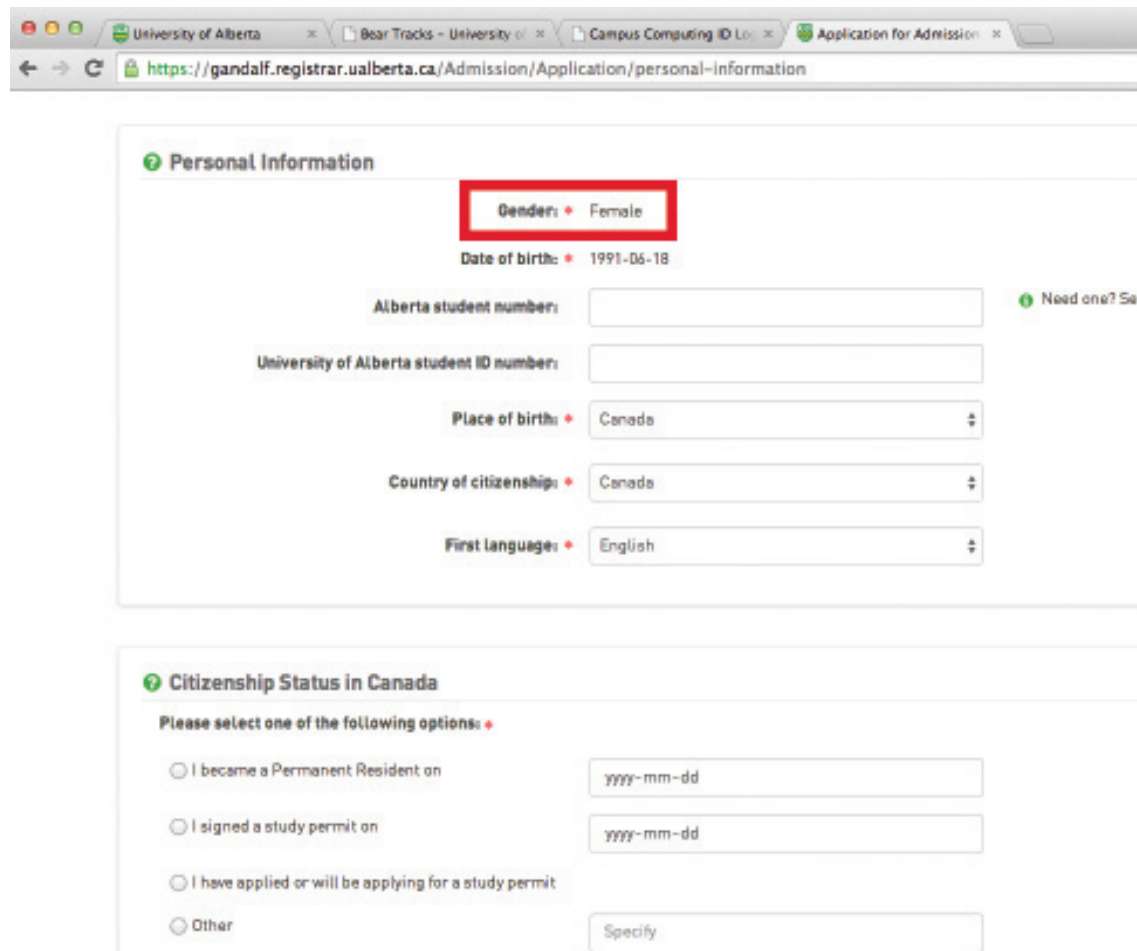 University of Alberta
Bear Tracks - University of
Campus Computing ID Lo
Application for Admission
https://gandalf.registrar.ualberta.ca/Admission/Application/personal-information
Personal Information
Gender: * Female
Date of birth: * 1991-06-18
Alberta student number:
Need one? Se
University of Alberta student ID number:
Place of birth: * Canada
Country of citizenship: * Canada
First language: * English
Citizenship Status in Canada
Please select one of the following options: *
I became a Permanent Resident on yyyy-mm-dd
I signed a study permit on yyyy-mm-dd
I have applied or will be applying for a study permit
Other Specify